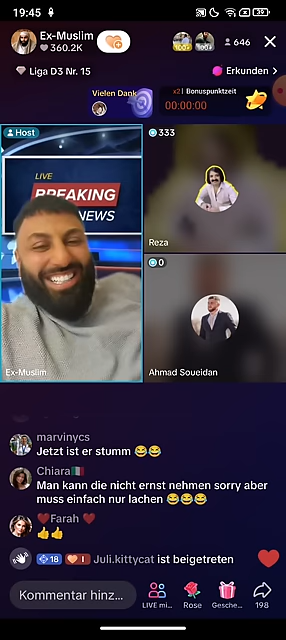 19:45
39
Ex-Muslim
360.2K
100+
100+
646
Liga D3 Nr. 15
Erkunden
Vielen Dank
x2 | Bonuspunktzeit
00:00:00
Host
333
LIVE
BREAKING
NEWS
Reza
0
Ex-Muslim
Ahmad Soueidan
marvinycs
Jetzt ist er stumm 😂😂
Chiara🇮🇹
Man kann die nicht ernst nehmen sorry aber
muss einfach nur lachen 😂😂😂
❤️Farah ❤️
👍👍
18
I
Juli.kittycat ist beigetreten
Kommentar hinz...
LIVE mi...
Rose
Gesche...
198